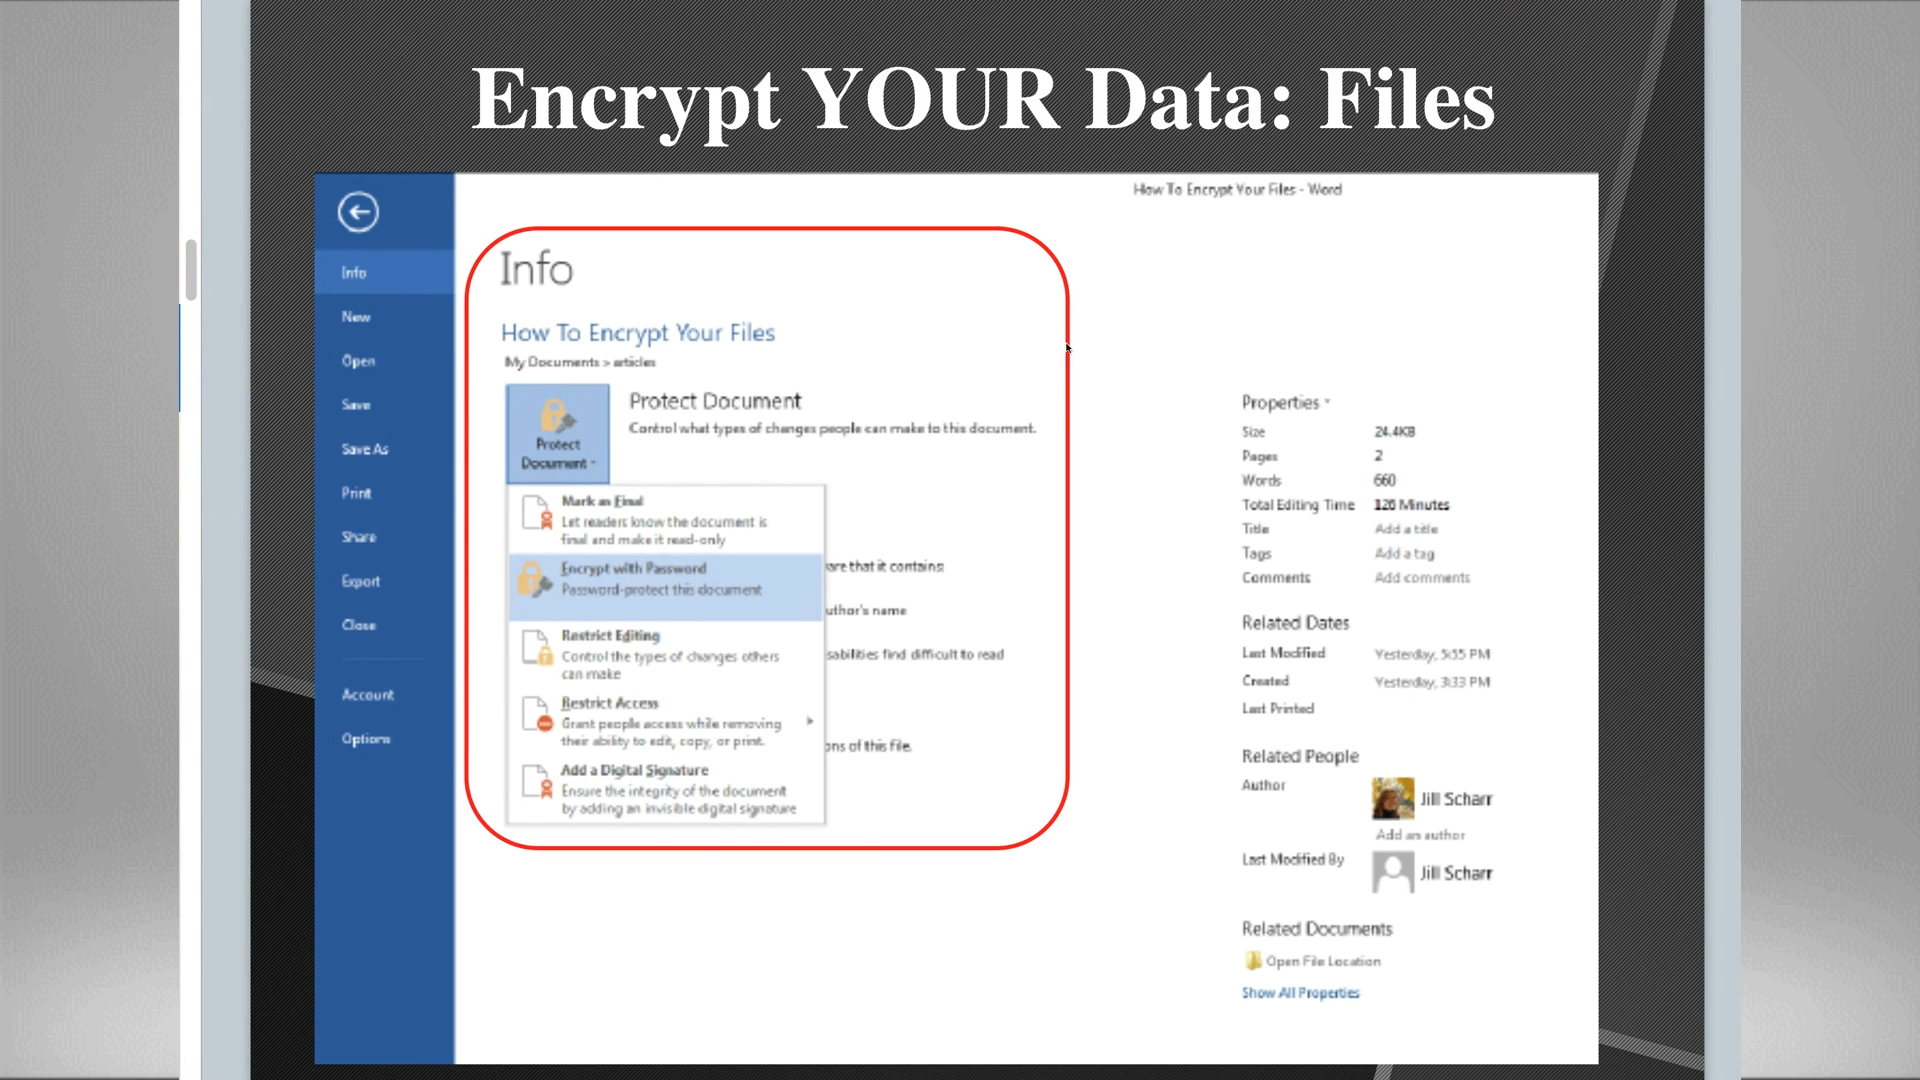 Encrypt YOUR Data: Files
How To Encrypt Your Files - Word
Info
New
Open
Save
Save As
Print
Share
Export
Close
Account
Options
Info
How To Encrypt Your Files
My Documents > articles
Protect
Document
Protect Document
Control what types of changes people can make to this document.
Mark as Final
Let readers know the document is
final and make it read-only
Encrypt with Password
Password-protect this document
Restrict Editing
Control the types of changes others
can make
Restrict Access
Grant people access while removing
their ability to edit, copy, or print.
Add a Digital Signature
Ensure the integrity of the document
by adding an invisible digital signature
are that it contains:
uthor's name
sabilities find difficult to read
ons of this file.
Properties
Size 24.4KB
Pages 2
Words 660
Total Editing Time 126 Minutes
Title Add a title
Tags Add a tag
Comments Add comments
Related Dates
Last Modified Yesterday, 5:55 PM
Created Yesterday, 3:33 PM
Last Printed
Related People
Author Jill Scharr
Add an author
Last Modified By Jill Scharr
Related Documents
Open File Location
Show All Properties